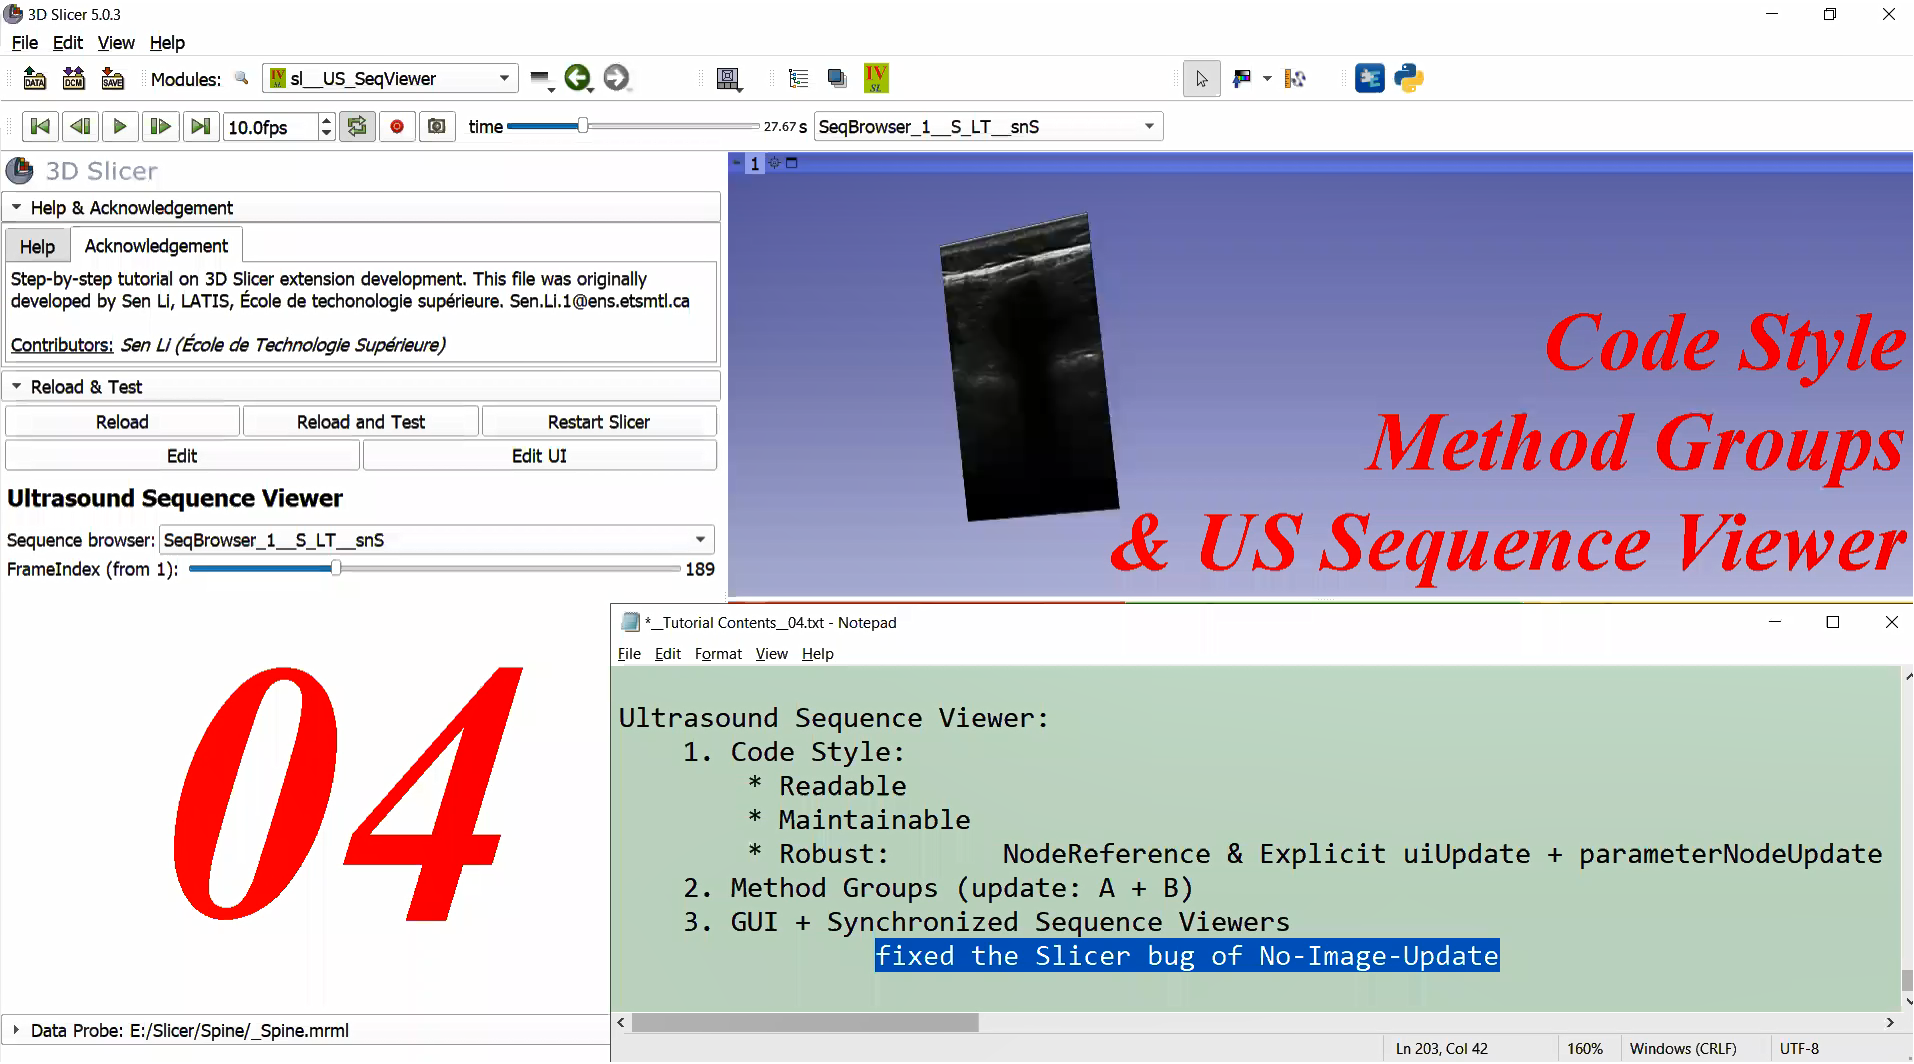 3D Slicer 5.0.3
File Edit View Help
DATA DCM SAVE Modules: IV SL sl__US_SeqViewer IV SL
10.0fps time 27.67 s SeqBrowser_1__S_LT__snS
3D Slicer
1
Help & Acknowledgement
Help Acknowledgement
Step-by-step tutorial on 3D Slicer extension development. This file was originally
developed by Sen Li, LATIS, École de techonologie supérieure. Sen.Li.1@ens.etsmtl.ca
Contributors: Sen Li (École de Technologie Supérieure)
Reload & Test
Reload Reload and Test Restart Slicer
Edit Edit UI
Ultrasound Sequence Viewer
Sequence browser: SeqBrowser_1__S_LT__snS
FrameIndex (from 1): 189
Code Style
Method Groups
& US Sequence Viewer
04
Data Probe: E:/Slicer/Spine/_Spine.mrml
*_Tutorial Contents__04.txt - Notepad
File Edit Format View Help
Ultrasound Sequence Viewer:
1. Code Style:
* Readable
* Maintainable
* Robust: NodeReference & Explicit uiUpdate + parameterNodeUpdate
2. Method Groups (update: A + B)
3. GUI + Synchronized Sequence Viewers
fixed the Slicer bug of No-Image-Update
Ln 203, Col 42 160% Windows (CRLF) UTF-8